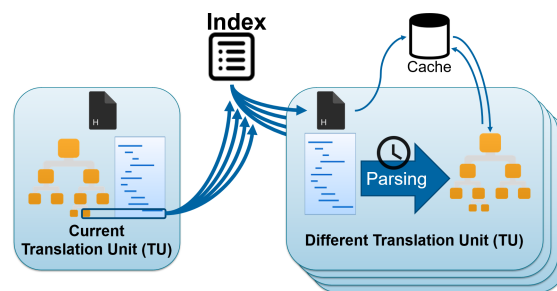 Index
Cache
H
H
Parsing
Current
Translation Unit (TU)
Different Translation Unit (TU)